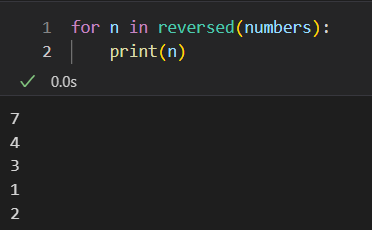 1 for n in reversed(numbers):
2     print(n)
0.0s
7
4
3
1
2